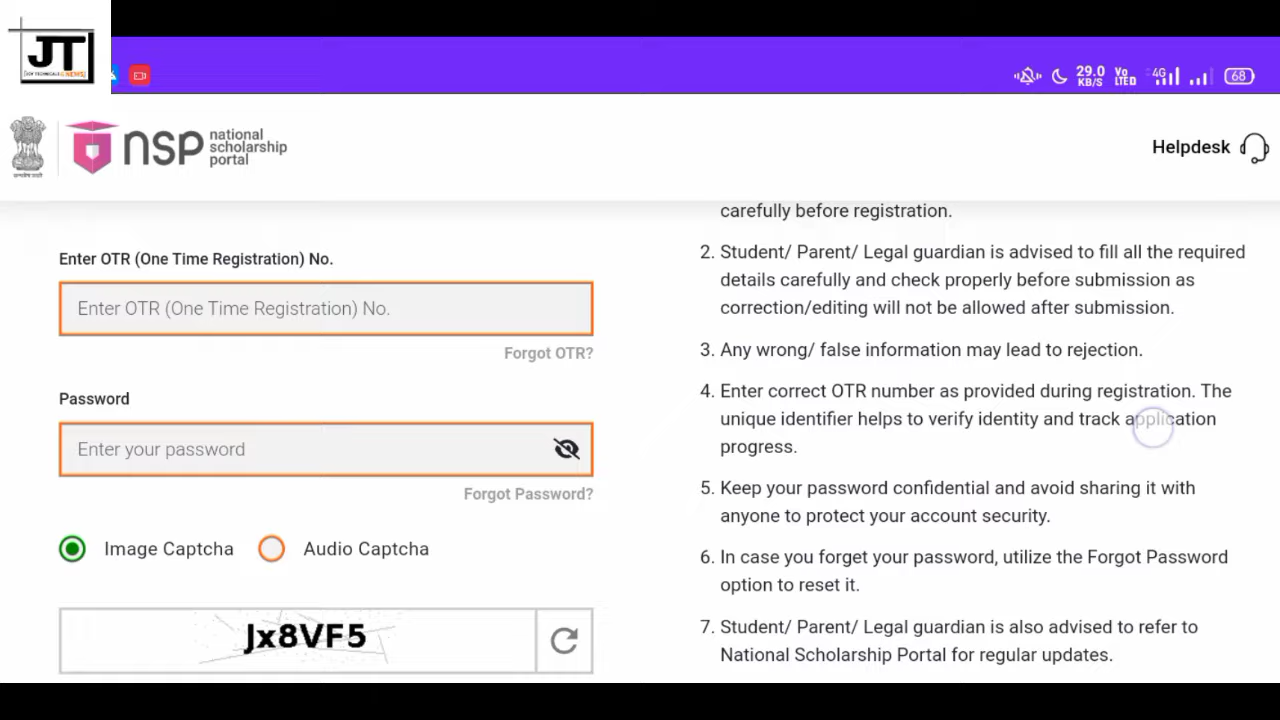 JT
29.0
KB/S
Vo
LTE
4G
68
nsp
national
scholarship
portal
Helpdesk
Enter OTR (One Time Registration) No.
Enter OTR (One Time Registration) No.
Forgot OTR?
Password
Enter your password
Forgot Password?
Image Captcha
Audio Captcha
Jx8VF5
carefully before registration.
2. Student/ Parent/ Legal guardian is advised to fill all the required
details carefully and check properly before submission as
correction/editing will not be allowed after submission.
3. Any wrong/ false information may lead to rejection.
4. Enter correct OTR number as provided during registration. The
unique identifier helps to verify identity and track application
progress.
5. Keep your password confidential and avoid sharing it with
anyone to protect your account security.
6. In case you forget your password, utilize the Forgot Password
option to reset it.
7. Student/ Parent/ Legal guardian is also advised to refer to
National Scholarship Portal for regular updates.